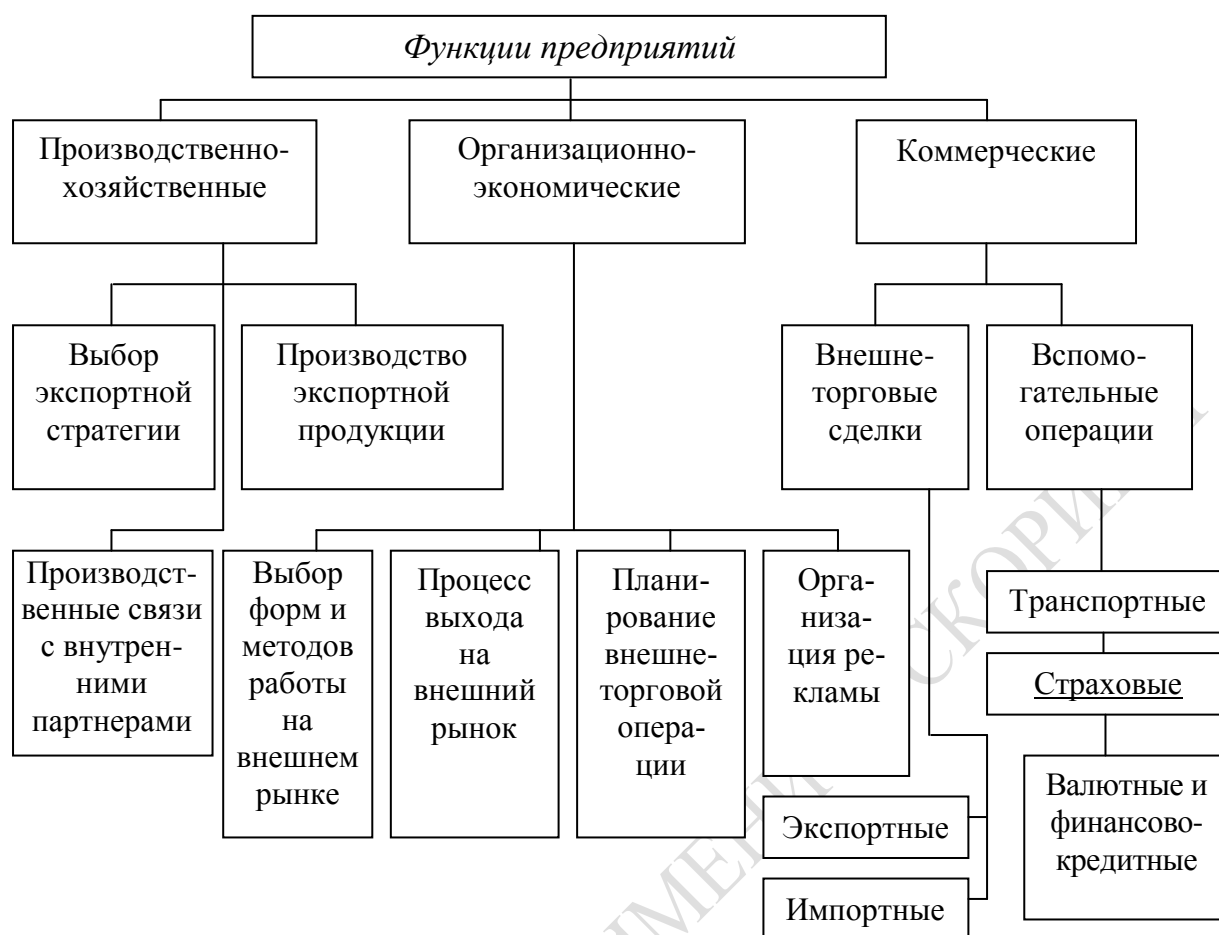 Функции предприятий
Производственно-
хозяйственные
Организационно-
экономические
Коммерческие
Выбор
экспортной
стратегии
Производство
экспортной
продукции
Внешне-
торговые
сделки
Вспомо-
гательные
операции
Производст-
венные связи
с внутрен-
ними
партнерами
Выбор
форм и
методов
работы
на
внешнем
рынке
Процесс
выхода
на
внешний
рынок
Плани-
рование
внешне-
торговой
опера-
ции
Орга-
низа-
ция ре-
кламы
Транспортные
Страховые
Валютные и
финансово-
кредитные
Экспортные
Импортные